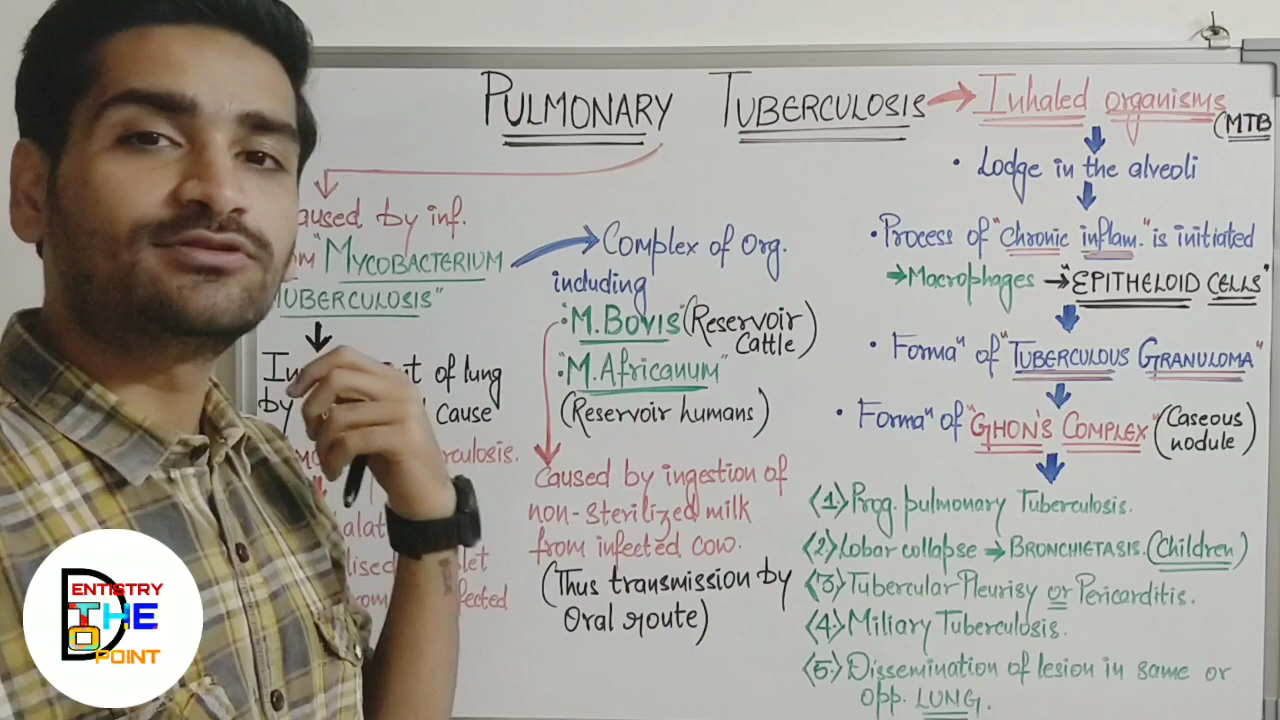 PULMONARY TUBERCULOSIS → Inhaled organisms
(MTB
• Lodge in the alveoli
• Process of "Chronic inflam." is initiated
→ Macrophages → "EPITHELOID CELLS"
• Forma" of "TUBERCULOUS GRANULOMA"
• Forma" of "GHON'S COMPLEX" (Caseous nodule)
<1.> Prog. pulmonary Tuberculosis.
<2.> Lobar collapse → BRONCHIETASIS. (Children)
<3.> Tubercular Pleurisy or Pericarditis.
<4.> Miliary Tuberculosis.
<5.> Dissemination of lesion in same or
opp. LUNG.
by inf.
"MYCOBACTERIUM
TUBERCULOSIS"
of lung
by cause
Complex of Org.
including
• "M. BOVIS" (Reservoir
Cattle)
• "M. Africanum"
(Reservoir humans)
Caused by ingestion of
non-sterilized milk
from infected cow.
(Thus transmission by
Oral route)
DENTISTRY
THE
TO
POINT